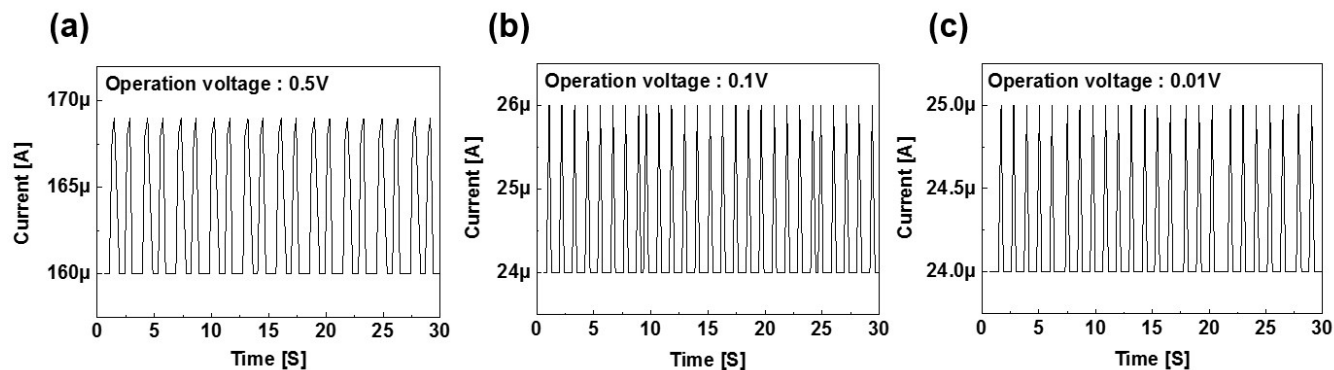 (a)
Operation voltage : 0.5V
170μ
165μ
160μ
Current [A]
0 5 10 15 20 25 30
Time [S]
(b)
Operation voltage : 0.1V
26μ
25μ
24μ
Current [A]
0 5 10 15 20 25 30
Time [S]
(c)
Operation voltage : 0.01V
25.0μ
24.5μ
24.0μ
Current [A]
0 5 10 15 20 25 30
Time [S]